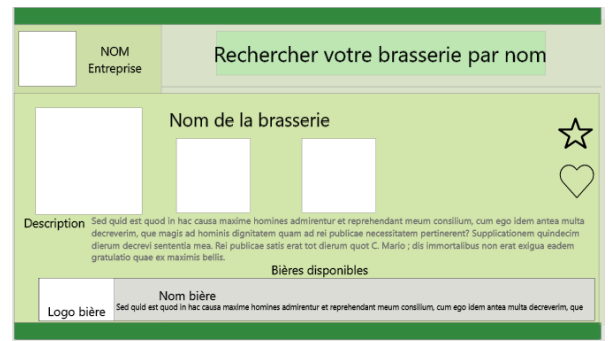 NOM
Entreprise
Rechercher votre brasserie par nom
Nom de la brasserie
Description
Sed quid est quod in hac causa maxime homines admirentur et reprehendant meum consilium, cum ego idem antea multa
decreverim, que magis ad hominis dignitatem quam ad rei publicae necessitatem pertinerent? Supplicationem quindecim
dierum decrevi sententia mea. Rei publicae satis erat tot dierum quot C. Mario ; dis immortalibus non erat exigua eadem
gratulatio quae ex maximis bellis.
Bières disponibles
Logo bière
Nom bière
Sed quid est quod in hac causa maxime homines admirentur et reprehendant meum consilium, cum ego idem antea multa decreverim, que